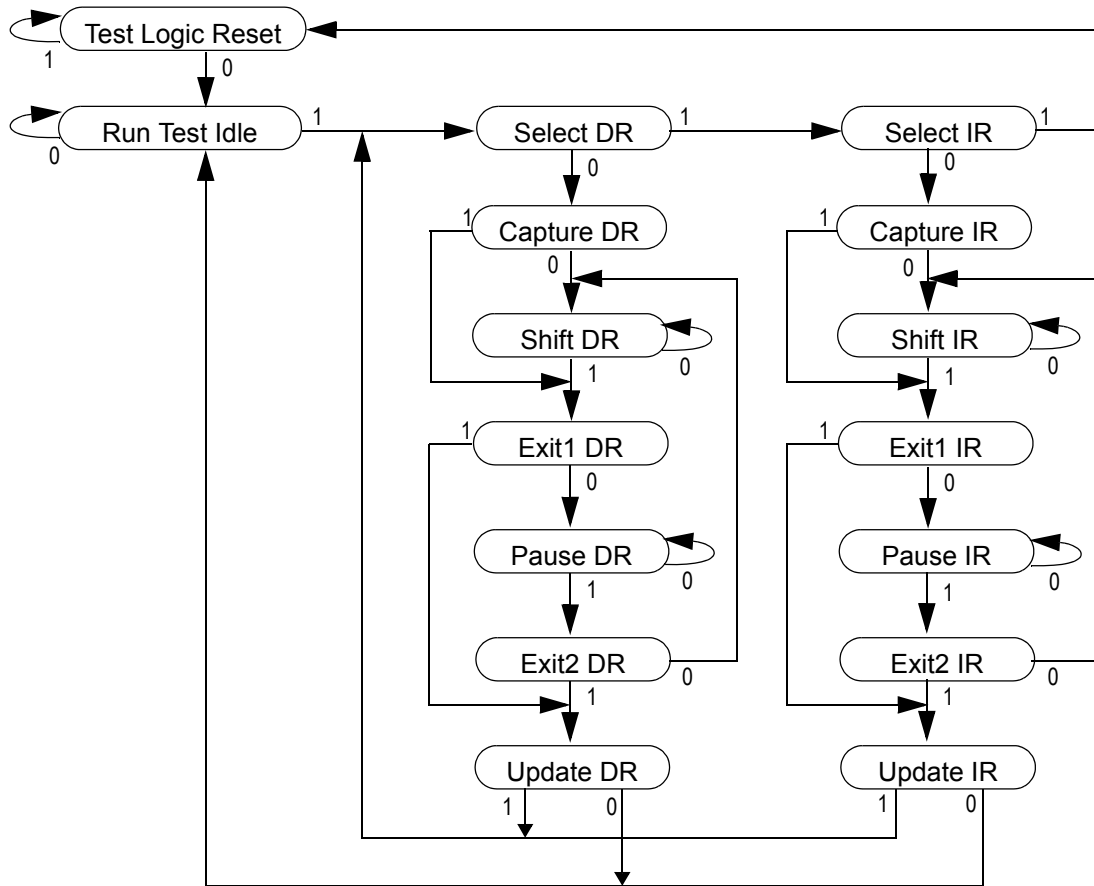 Test Logic Reset
1
0
Run Test Idle
1
Select DR
1
Select IR
1
0
0
0
1
Capture DR
1
Capture IR
0
0
Shift DR
Shift IR
0
0
1
1
1
Exit1 DR
1
Exit1 IR
0
0
Pause DR
Pause IR
0
0
1
1
Exit2 DR
Exit2 IR
0
0
1
1
Update DR
Update IR
1
0
1
0